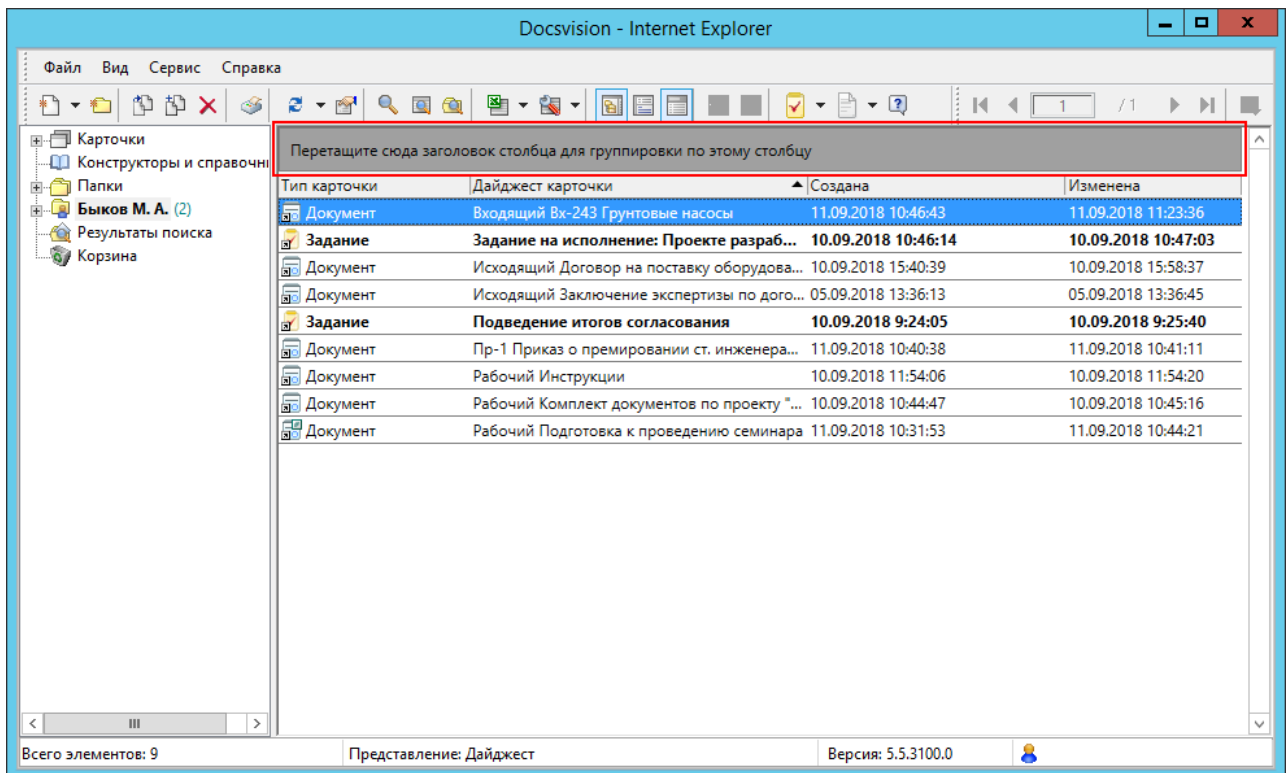 Docsvision - Internet Explorer
Файл Вид Сервис Справка
1 / 1
Карточки
Конструкторы и справочн
Папки
Быков М. А. (2)
Результаты поиска
Корзина
Перетащите сюда заголовок столбца для группировки по этому столбцу
Тип карточки Дайджест карточки Создана Изменена
Документ Входящий Вх-243 Грунтовые насосы 11.09.2018 10:46:43 11.09.2018 11:23:36
Задание Задание на исполнение: Проекте разраб... 10.09.2018 10:46:14 10.09.2018 10:47:03
Документ Исходящий Договор на поставку оборудова... 10.09.2018 15:40:39 10.09.2018 15:58:37
Документ Исходящий Заключение экспертизы по дого... 05.09.2018 13:36:13 05.09.2018 13:36:45
Задание Подведение итогов согласования 10.09.2018 9:24:05 10.09.2018 9:25:40
Документ Пр-1 Приказ о премировании ст. инженера... 11.09.2018 10:40:38 11.09.2018 10:41:11
Документ Рабочий Инструкции 10.09.2018 11:54:06 10.09.2018 11:54:20
Документ Рабочий Комплект документов по проекту "... 10.09.2018 10:44:47 10.09.2018 10:45:16
Документ Рабочий Подготовка к проведению семинара 11.09.2018 10:31:53 11.09.2018 10:44:21
Всего элементов: 9 Представление: Дайджест Версия: 5.5.3100.0